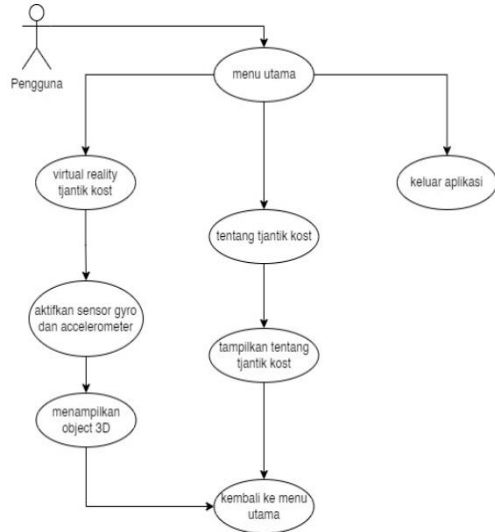 Pengguna
menu utama
virtual reality
tjantik kost
keluar aplikasi
tentang tjantik kost
aktifkan sensor gyro
dan accelerometer
tampilkan tentang
tjantik kost
menampilkan
object 3D
kembali ke menu
utama